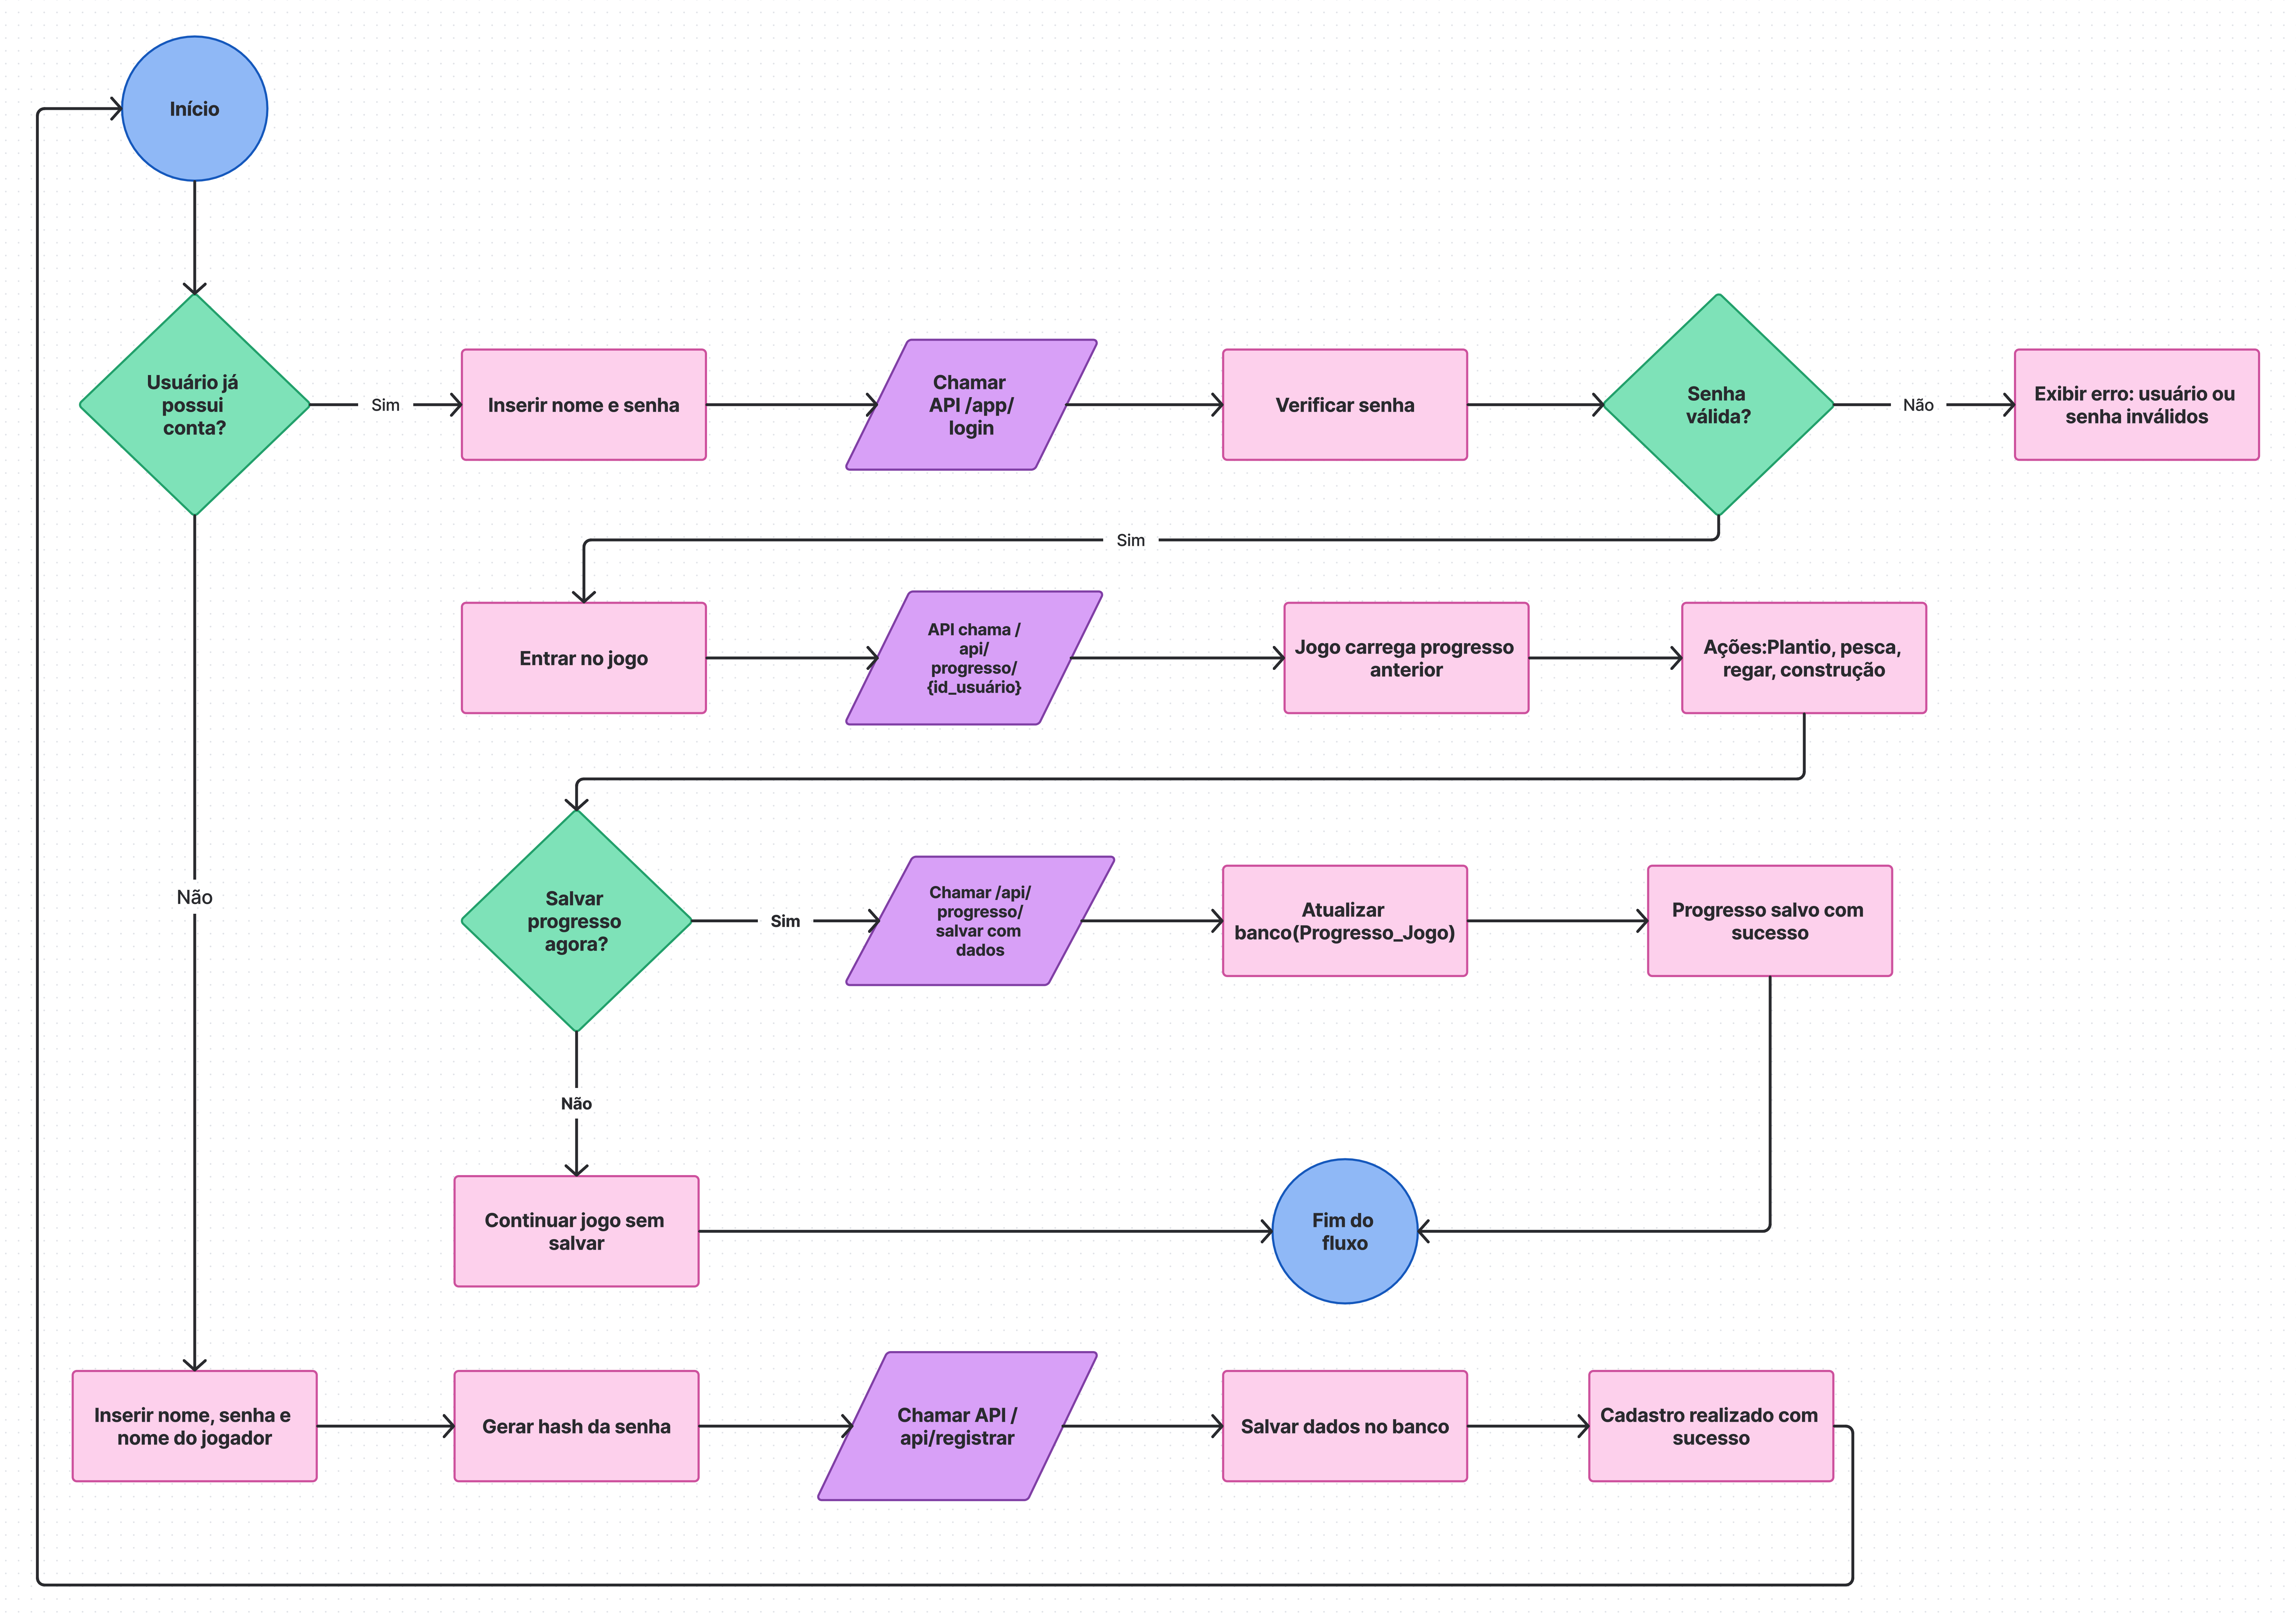 Início
Usuário já
possui
conta?
Sim
Inserir nome e senha
Chamar
API /app/
login
Verificar senha
Senha
válida?
Não
Exibir erro: usuário ou
senha inválidos
Sim
Entrar no jogo
API chama /
api/
progresso/
{id_usuário}
Jogo carrega progresso
anterior
Ações:Plantio, pesca,
regar, construção
Não
Salvar
progresso
agora?
Sim
Chamar /api/
progresso/
salvar com
dados
Atualizar
banco(Progresso_Jogo)
Progresso salvo com
sucesso
Não
Continuar jogo sem
salvar
Fim do
fluxo
Inserir nome, senha e
nome do jogador
Gerar hash da senha
Chamar API /
api/registrar
Salvar dados no banco
Cadastro realizado com
sucesso